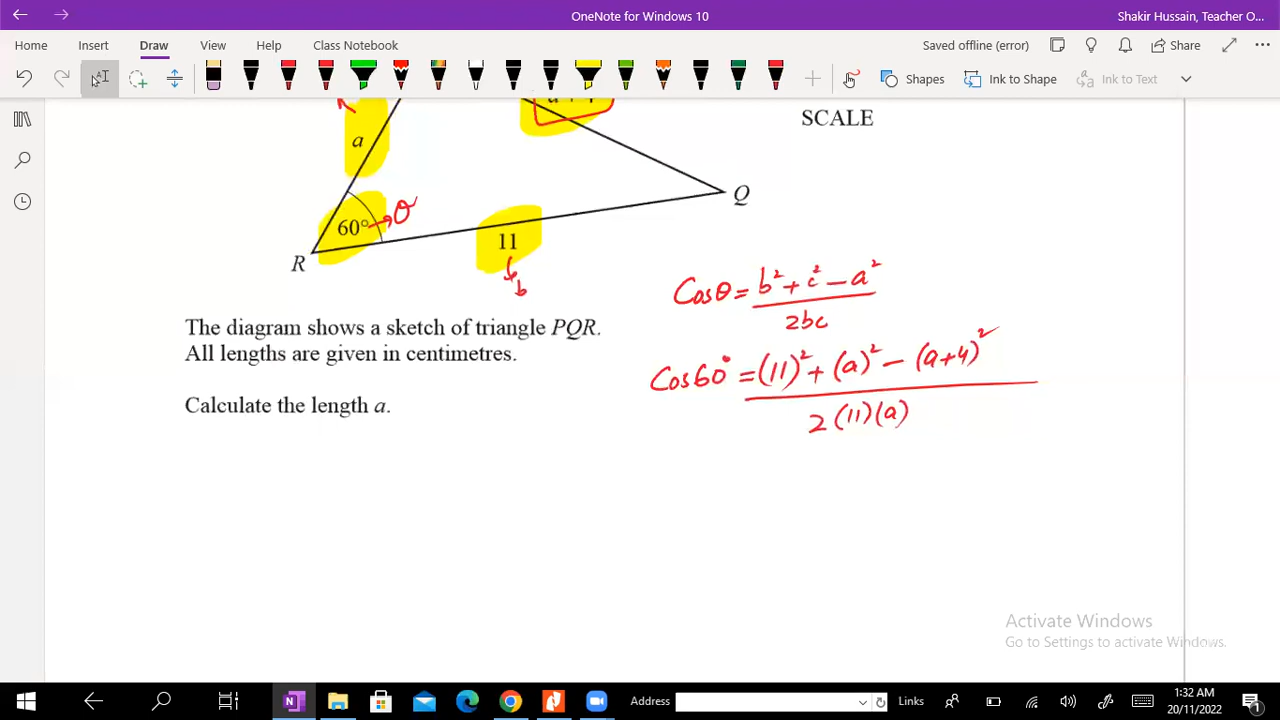 OneNote for Windows 10
Shakir Hussain, Teacher O...
Home Insert Draw View Help Class Notebook
Saved offline (error) Share
Shapes Ink to Shape Ink to Text
SCALE
a
60° → θ
11
b
R
Q
Cosθ = b² + c² − a² / 2bc
Cos60° = (11)² + (a)² − (a+4)² / 2(11)(a)
The diagram shows a sketch of triangle PQR.
All lengths are given in centimetres.
Calculate the length a.
Activate Windows
Go to Settings to activate Windows.
Address
Links
1:32 AM
20/11/2022